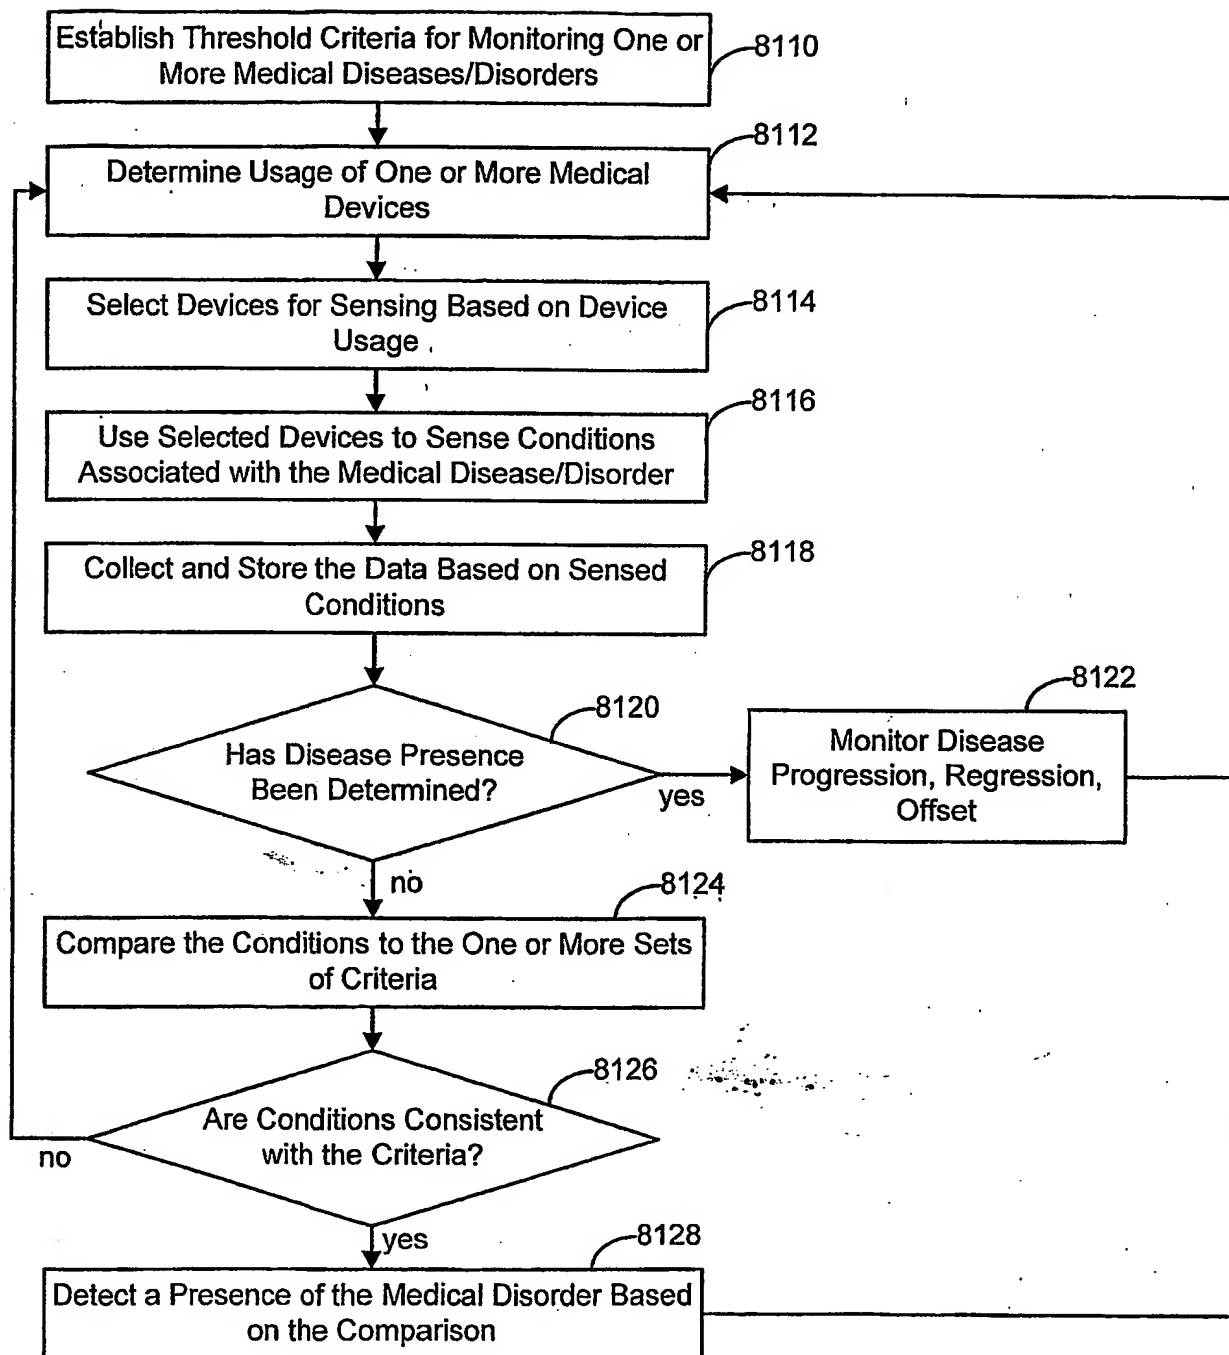 Establish Threshold Criteria for Monitoring One or
More Medical Diseases/Disorders
8110
8112
Determine Usage of One or More Medical
Devices
Select Devices for Sensing Based on Device
Usage
8114
8116
Use Selected Devices to Sense Conditions
Associated with the Medical Disease/Disorder
8118
Collect and Store the Data Based on Sensed
Conditions
8120
Has Disease Presence
Been Determined?
yes
8122
Monitor Disease
Progression, Regression,
Offset
no
8124
Compare the Conditions to the One or More Sets
of Criteria
8126
Are Conditions Consistent
with the Criteria?
no
yes
8128
Detect a Presence of the Medical Disorder Based
on the Comparison